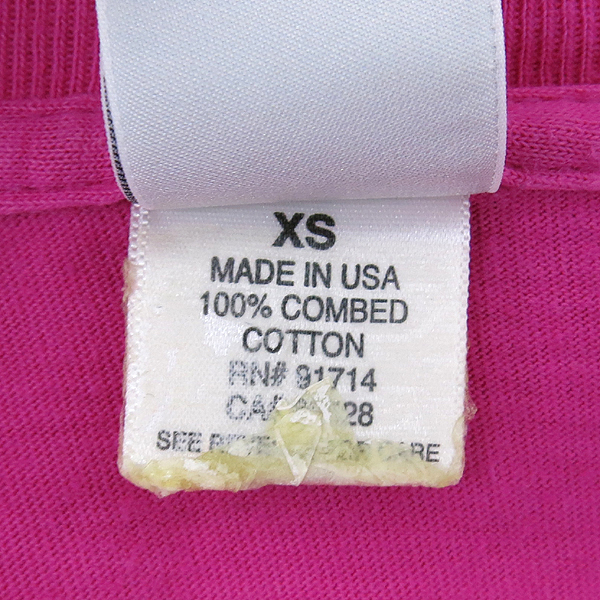 XS
MADE IN USA
100% COMBED
COTTON
RN# 91714
SEE CARE